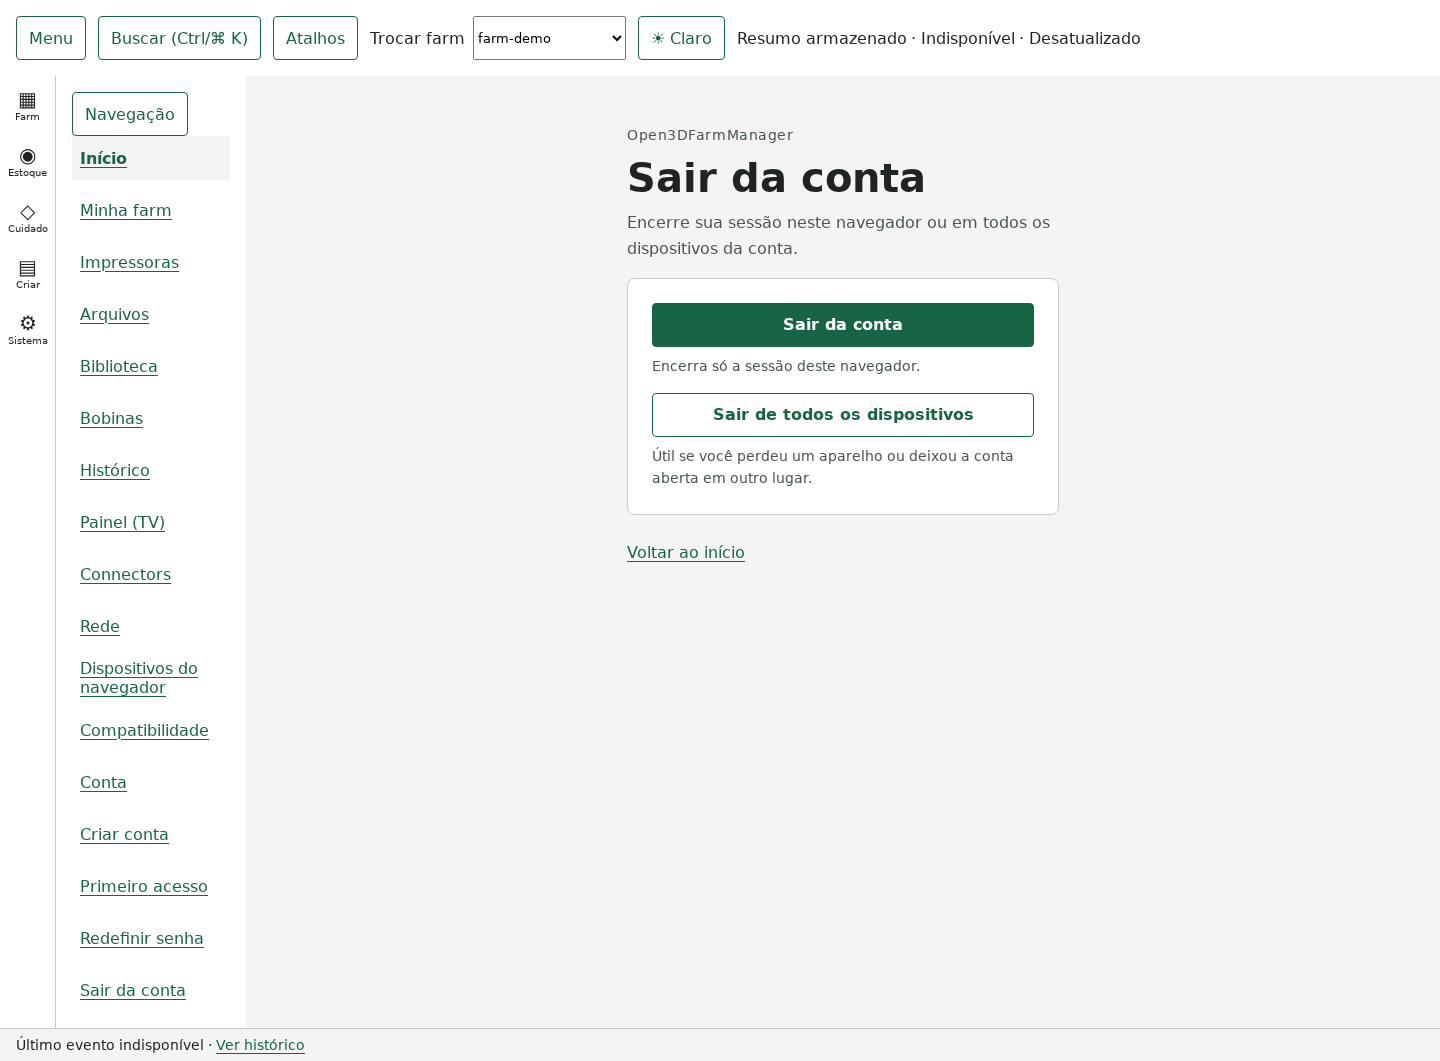 Menu
Buscar (Ctrl/⌘ K)
Atalhos
Trocar farm
farm-demo
☀ Claro
Resumo armazenado · Indisponível · Desatualizado
Farm
Estoque
Cuidado
Criar
Sistema
Navegação
Início
Minha farm
Impressoras
Arquivos
Biblioteca
Bobinas
Histórico
Painel (TV)
Connectors
Rede
Dispositivos do
navegador
Compatibilidade
Conta
Criar conta
Primeiro acesso
Redefinir senha
Sair da conta
Open3DFarmManager
Sair da conta
Encerre sua sessão neste navegador ou em todos os
dispositivos da conta.
Sair da conta
Encerra só a sessão deste navegador.
Sair de todos os dispositivos
Útil se você perdeu um aparelho ou deixou a conta
aberta em outro lugar.
Voltar ao início
Último evento indisponível · Ver histórico